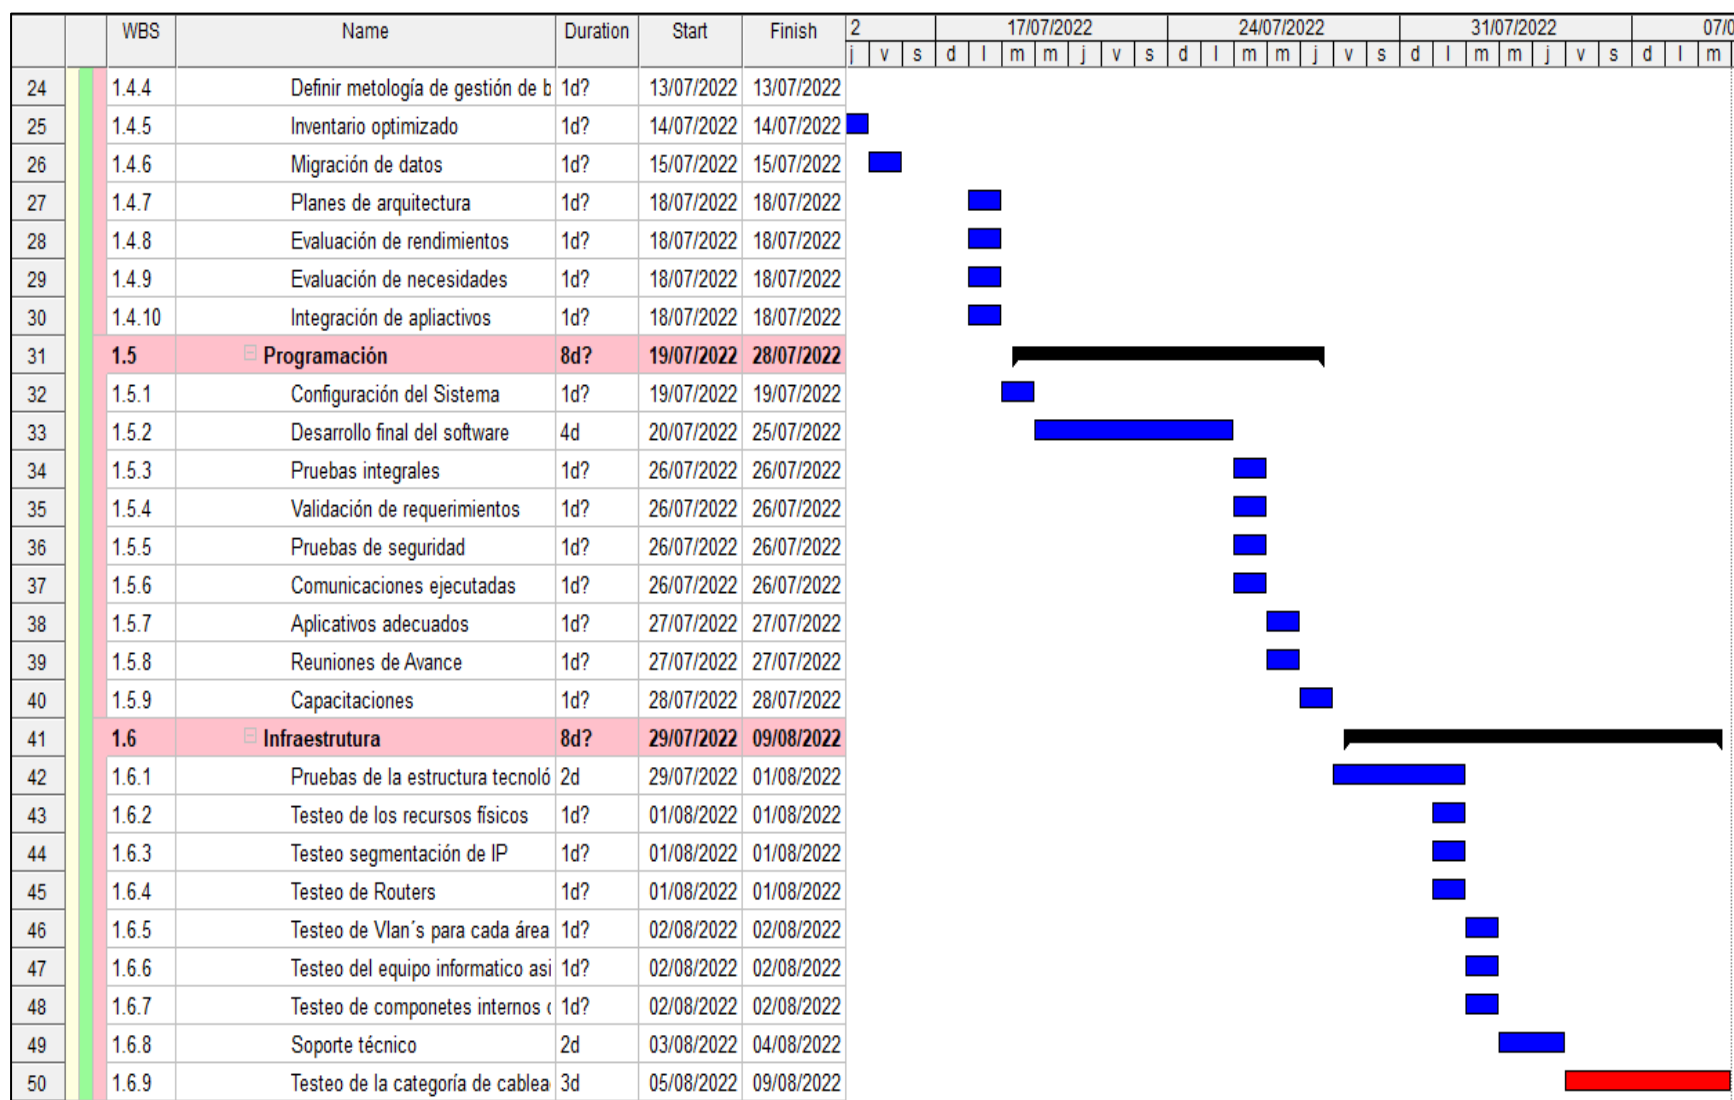 WBS Name Duration Start Finish 2 17/07/2022 24/07/2022 31/07/2022 07/0
j v s d l m m j v s d l m m j v s d l m m j v s d l m
24 1.4.4 Definir metología de gestión de b 1d? 13/07/2022 13/07/2022
25 1.4.5 Inventario optimizado 1d? 14/07/2022 14/07/2022
26 1.4.6 Migración de datos 1d? 15/07/2022 15/07/2022
27 1.4.7 Planes de arquitectura 1d? 18/07/2022 18/07/2022
28 1.4.8 Evaluación de rendimientos 1d? 18/07/2022 18/07/2022
29 1.4.9 Evaluación de necesidades 1d? 18/07/2022 18/07/2022
30 1.4.10 Integración de apliactivos 1d? 18/07/2022 18/07/2022
31 1.5 Programación 8d? 19/07/2022 28/07/2022
32 1.5.1 Configuración del Sistema 1d? 19/07/2022 19/07/2022
33 1.5.2 Desarrollo final del software 4d 20/07/2022 25/07/2022
34 1.5.3 Pruebas integrales 1d? 26/07/2022 26/07/2022
35 1.5.4 Validación de requerimientos 1d? 26/07/2022 26/07/2022
36 1.5.5 Pruebas de seguridad 1d? 26/07/2022 26/07/2022
37 1.5.6 Comunicaciones ejecutadas 1d? 26/07/2022 26/07/2022
38 1.5.7 Aplicativos adecuados 1d? 27/07/2022 27/07/2022
39 1.5.8 Reuniones de Avance 1d? 27/07/2022 27/07/2022
40 1.5.9 Capacitaciones 1d? 28/07/2022 28/07/2022
41 1.6 Infraestrutura 8d? 29/07/2022 09/08/2022
42 1.6.1 Pruebas de la estructura tecnoló 2d 29/07/2022 01/08/2022
43 1.6.2 Testeo de los recursos físicos 1d? 01/08/2022 01/08/2022
44 1.6.3 Testeo segmentación de IP 1d? 01/08/2022 01/08/2022
45 1.6.4 Testeo de Routers 1d? 01/08/2022 01/08/2022
46 1.6.5 Testeo de Vlan´s para cada área 1d? 02/08/2022 02/08/2022
47 1.6.6 Testeo del equipo informatico asi 1d? 02/08/2022 02/08/2022
48 1.6.7 Testeo de componetes internos 1d? 02/08/2022 02/08/2022
49 1.6.8 Soporte técnico 2d 03/08/2022 04/08/2022
50 1.6.9 Testeo de la categoría de cablea 3d 05/08/2022 09/08/2022